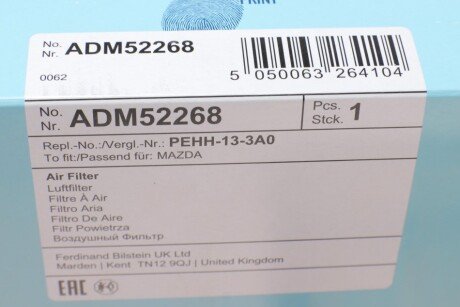 PRINT
No. ADM52268
Nr.
0062
5 050063 264104
No. ADM52268
Nr.
Pcs. 1
Stck.
Repl.-No.:/Vergl.-Nr.: PEHH-13-3A0
To fit:/Passend für: MAZDA
Air Filter
Luftfilter
Filtre À Air
Filtro Aria
Filtro De Aire
Filtr Powietrza
Воздушный Фильтр
Ferdinand Bilstein UK Ltd
Marden | Kent TN12 9QJ | United Kingdom
EAC